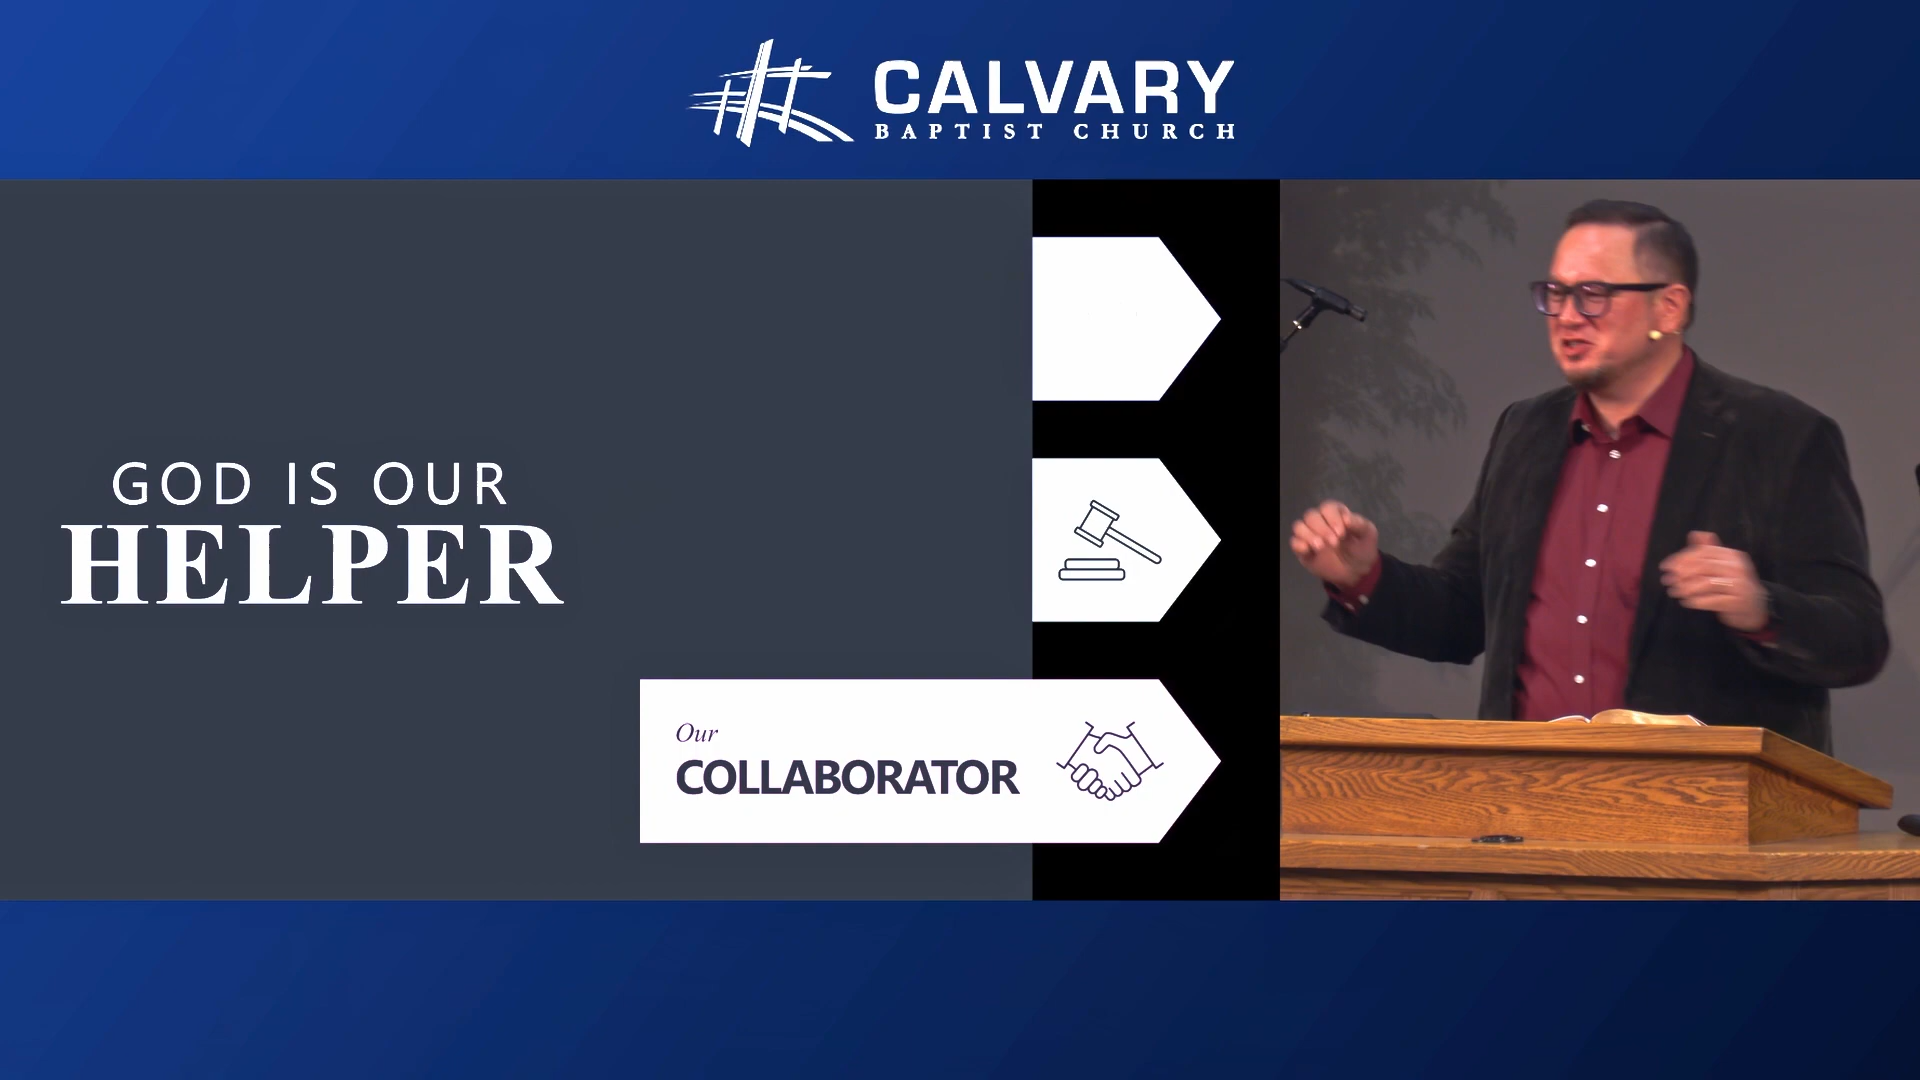 CALVARY
BAPTIST CHURCH
GOD IS OUR
HELPER
Our
COLLABORATOR